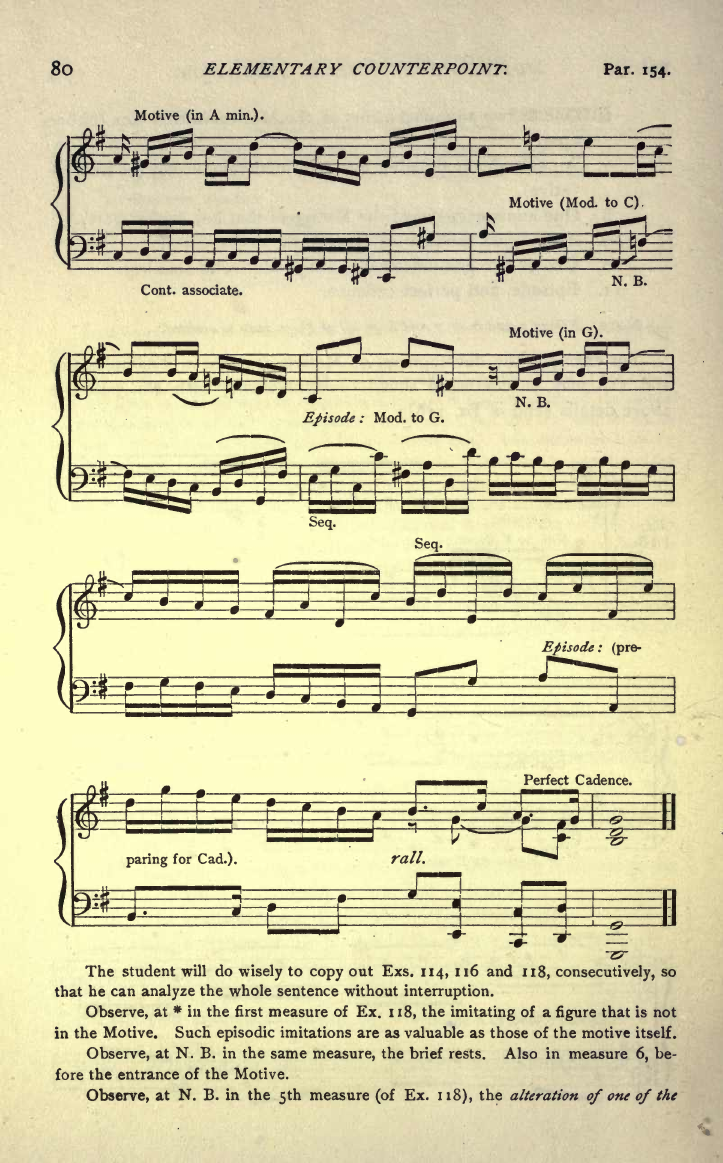 80 ELEMENTARY COUNTERPOINT. Par. 154.
Motive (in A min.).
Motive (Mod. to C).
Cont. associate.
N. B.
Motive (in G).
N. B.
Episode: Mod. to G.
Seq.
Seq.
Episode: (pre-
Perfect Cadence.
paring for Cad.). rall.
The student will do wisely to copy out Exs. 114, 116 and 118, consecutively, so
that he can analyze the whole sentence without interruption.
Observe, at * in the first measure of Ex. 118, the imitating of a figure that is not
in the Motive. Such episodic imitations are as valuable as those of the motive itself.
Observe, at N. B. in the same measure, the brief rests. Also in measure 6, be-
fore the entrance of the Motive.
Observe, at N. B. in the 5th measure (of Ex. 118), the alteration of one of the